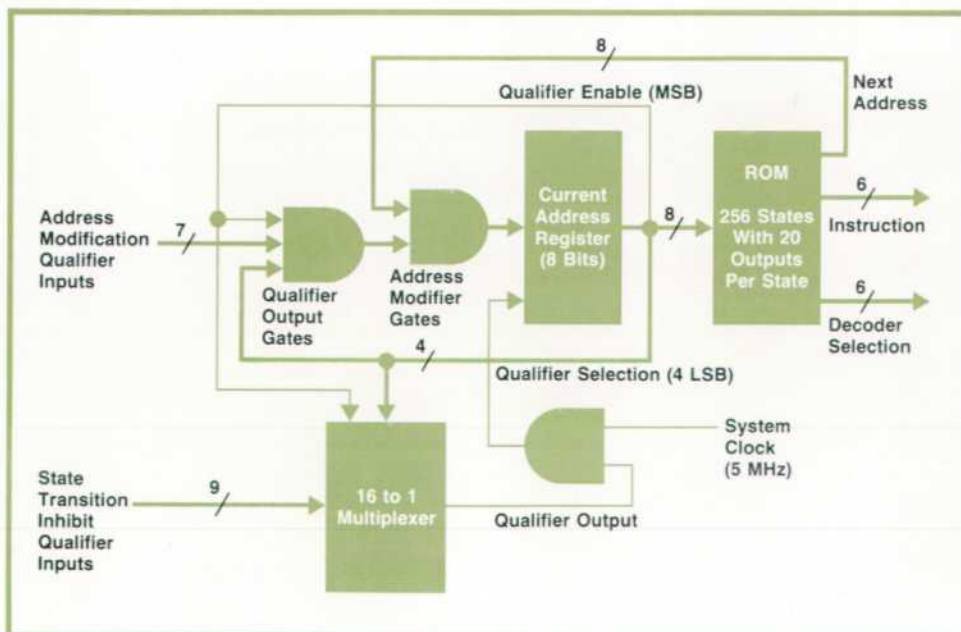 8
Qualifier Enable (MSB)
Next
Address
Address
Modification
Qualifier
Inputs
7
Qualifier
Output
Gates
Address
Modifier
Gates
Current
Address
Register
(8 Bits)
8
ROM
256 States
With 20
Outputs
Per State
6
Instruction
6
Decoder
Selection
4
Qualifier Selection (4 LSB)
State
Transition
Inhibit
Qualifier
Inputs
9
16 to 1
Multiplexer
Qualifier Output
System
Clock
(5 MHz)